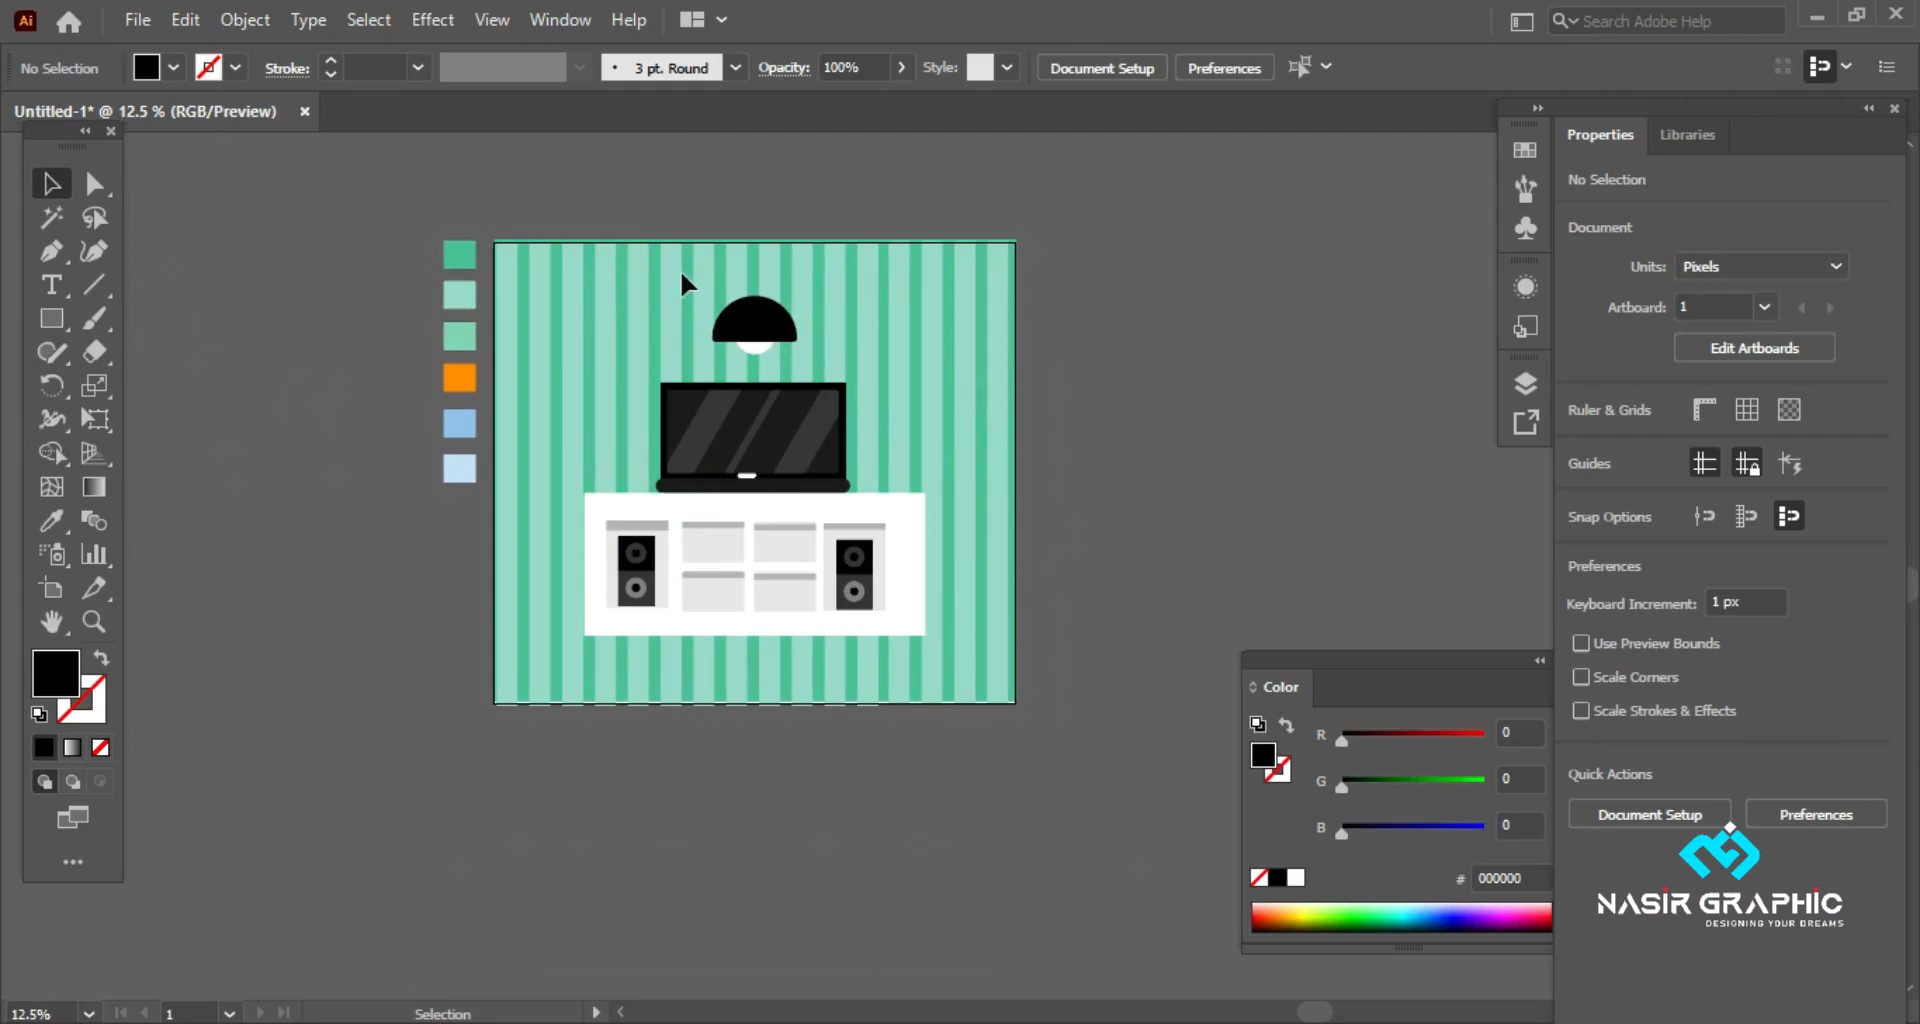 Ai File Edit Object Type Select Effect View Window Help Search Adobe Help
No Selection Stroke: 3 pt. Round Opacity: 100% Style: Document Setup Preferences
Untitled-1* @ 12.5 % (RGB/Preview)
Properties Libraries
No Selection
Document
Units: Pixels
Artboard: 1
Edit Artboards
Ruler & Grids
Guides
Snap Options
Preferences
Keyboard Increment: 1 px
Use Preview Bounds
Scale Corners
Scale Strokes & Effects
Quick Actions
Document Setup Preferences
Color
R 0
G 0
B 0
# 000000
NASIR GRAPHIC
DESIGNING YOUR DREAMS
12.5% 1 Selection